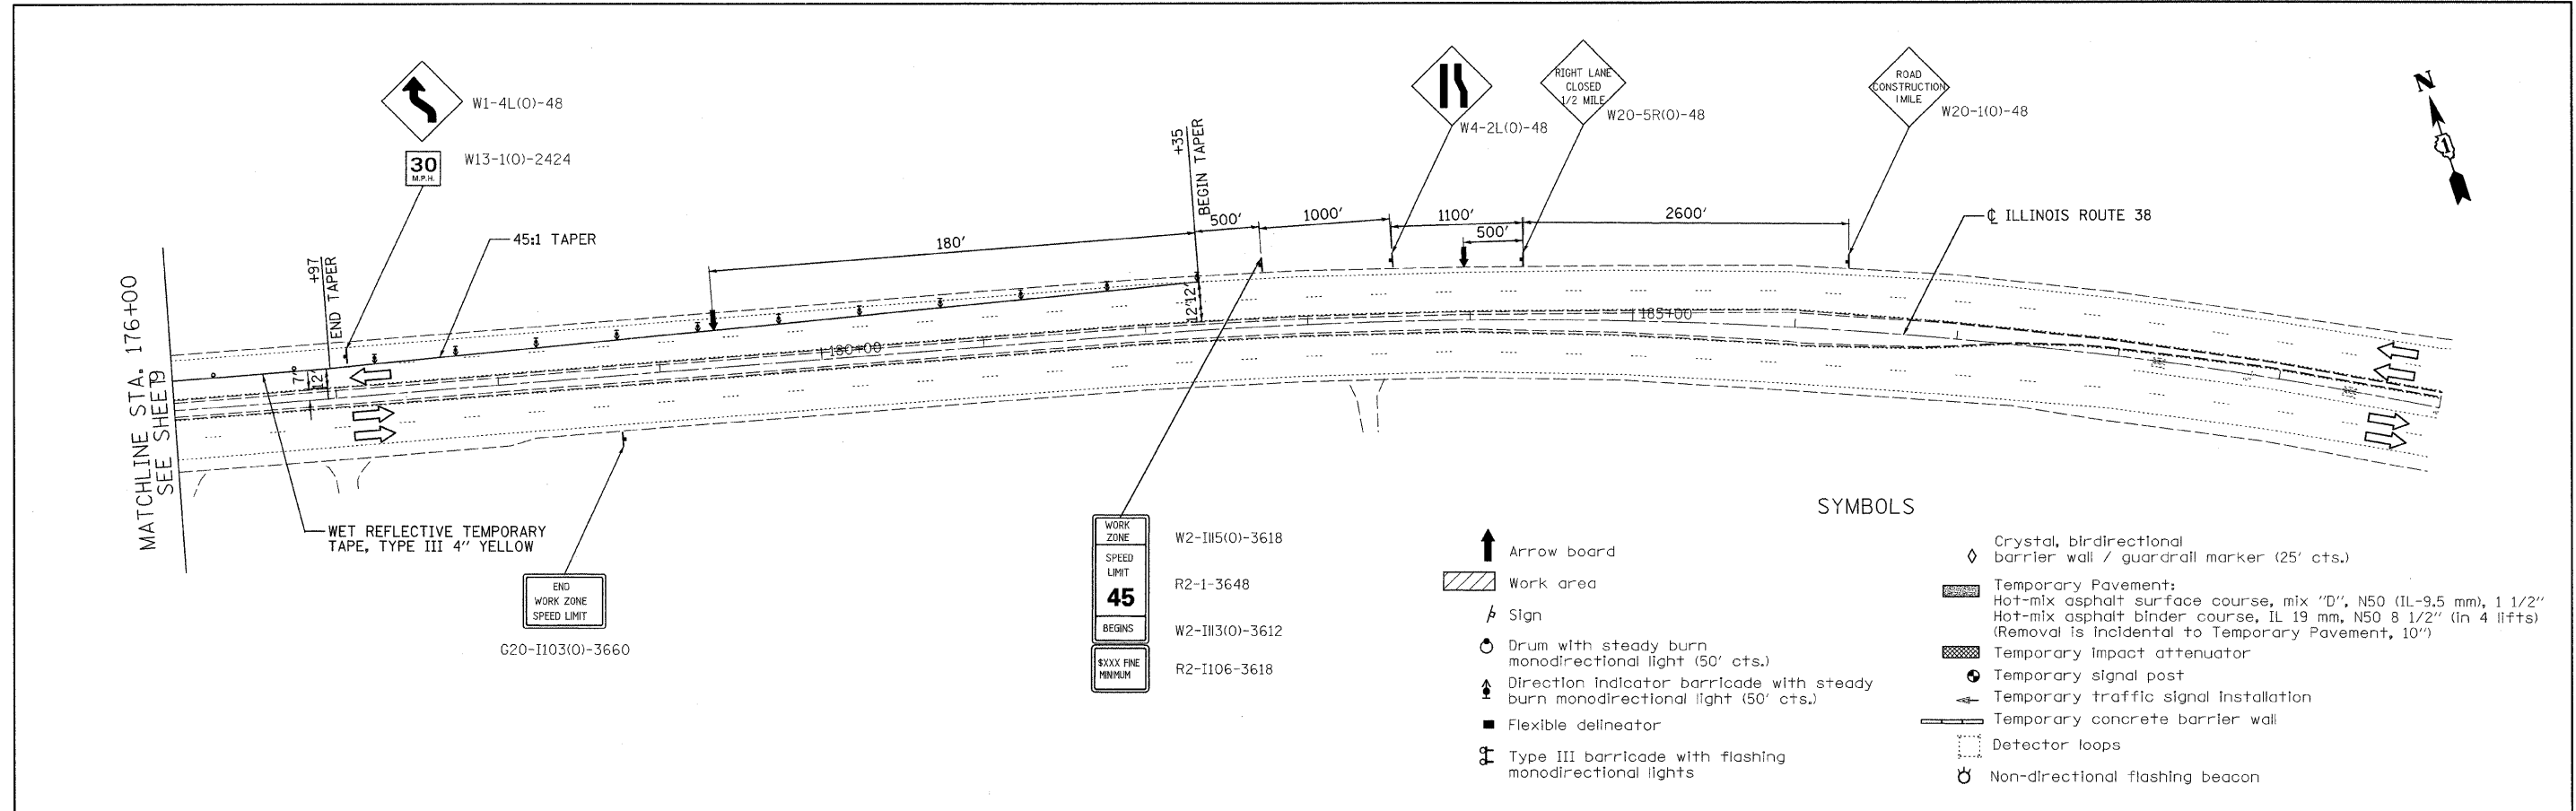 W1-4L(O)-48
30
M.P.H.
W13-1(O)-2424
45:1 TAPER
+97
END TAPER
MATCHLINE STA. 176+00
SEE SHEET9
7'
12'
WET REFLECTIVE TEMPORARY
TAPE, TYPE III 4" YELLOW
END
WORK ZONE
SPEED LIMIT
G20-I103(O)-3660
180'
180+00
+35
BEGIN TAPER
12'
12'
500'
1000'
1100'
500'
2600'
W4-2L(O)-48
RIGHT LANE
CLOSED
1/2 MILE
W20-5R(O)-48
ROAD
CONSTRUCTION
1MILE
W20-1(O)-48
℄ ILLINOIS ROUTE 38
185+00
N
1
WORK
ZONE
SPEED
LIMIT
45
BEGINS
$XXX FINE
MINIMUM
W2-I115(O)-3618
R2-1-3648
W2-I113(O)-3612
R2-I106-3618
SYMBOLS
Arrow board
Work area
Sign
Drum with steady burn
monodirectional light (50' cts.)
Direction indicator barricade with steady
burn monodirectional light (50' cts.)
Flexible delineator
Type III barricade with flashing
monodirectional lights
Crystal, birdirectional
barrier wall / guardrail marker (25' cts.)
Temporary Pavement:
Hot-mix asphalt surface course, mix "D", N50 (IL-9.5 mm), 1 1/2"
Hot-mix asphalt binder course, IL 19 mm, N50 8 1/2" (in 4 lifts)
(Removal is incidental to Temporary Pavement, 10")
Temporary impact attenuator
Temporary signal post
Temporary traffic signal installation
Temporary concrete barrier wall
Detector loops
Non-directional flashing beacon